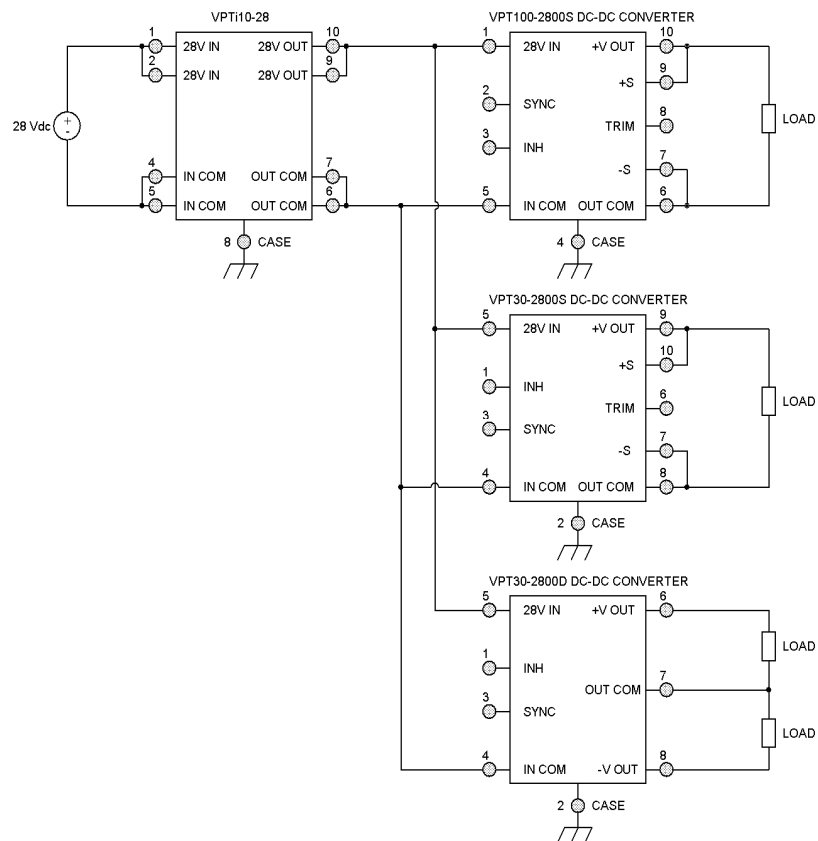 VPTi10-28
1 28V IN 28V OUT 10
2 28V IN 28V OUT 9
28 Vdc + -
4 IN COM OUT COM 7
5 IN COM OUT COM 6
8 CASE
VPT100-2800S DC-DC CONVERTER
1 28V IN +V OUT 10
+S 9
2 SYNC
TRIM 8
3 INH
-S 7
5 IN COM OUT COM 6
LOAD
4 CASE
VPT30-2800S DC-DC CONVERTER
5 28V IN +V OUT 9
+S 10
1 INH
TRIM 6
3 SYNC
-S 7
4 IN COM OUT COM 8
LOAD
2 CASE
VPT30-2800D DC-DC CONVERTER
5 28V IN +V OUT 6
LOAD
1 INH
OUT COM 7
3 SYNC
LOAD
4 IN COM -V OUT 8
2 CASE